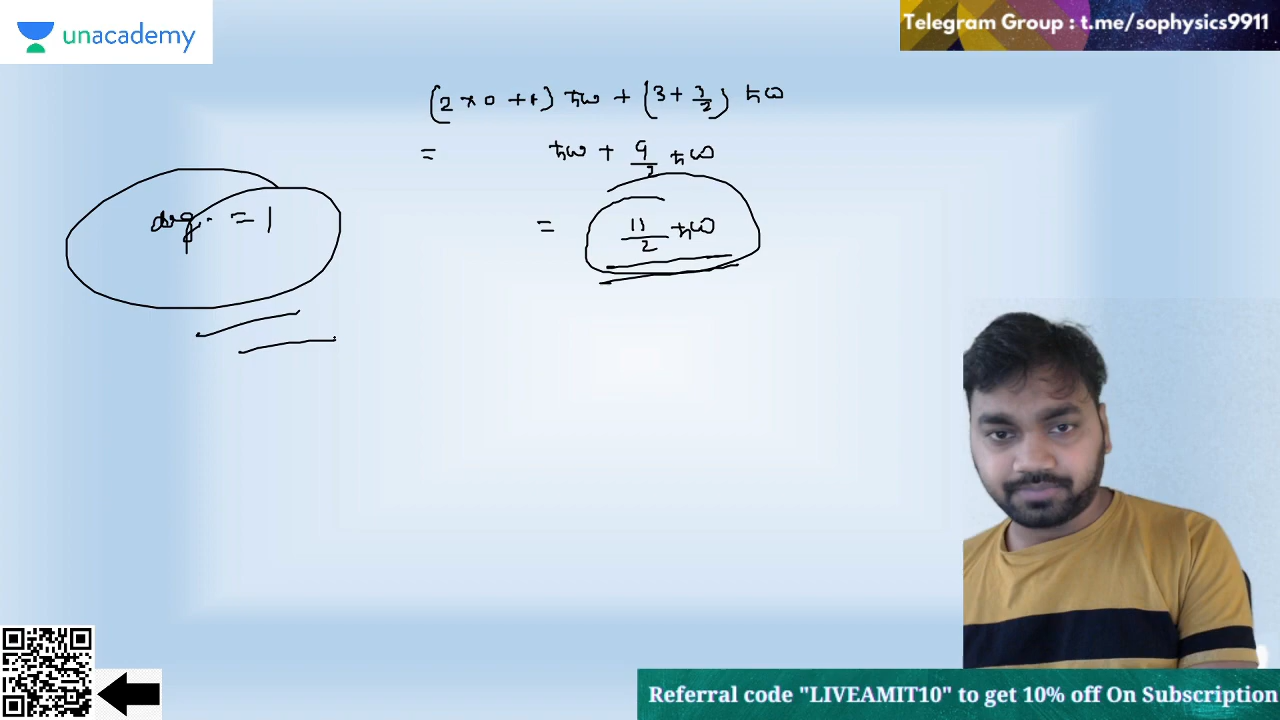 unacademy
Telegram Group : t.me/sophysics9911
(2 × 0 + 1) ħω + (3 + 3/2) ħω
= ħω + 9/2 ħω
deg. = 1
= 11/2 ħω
Referral code "LIVEAMIT10" to get 10% off On Subscription